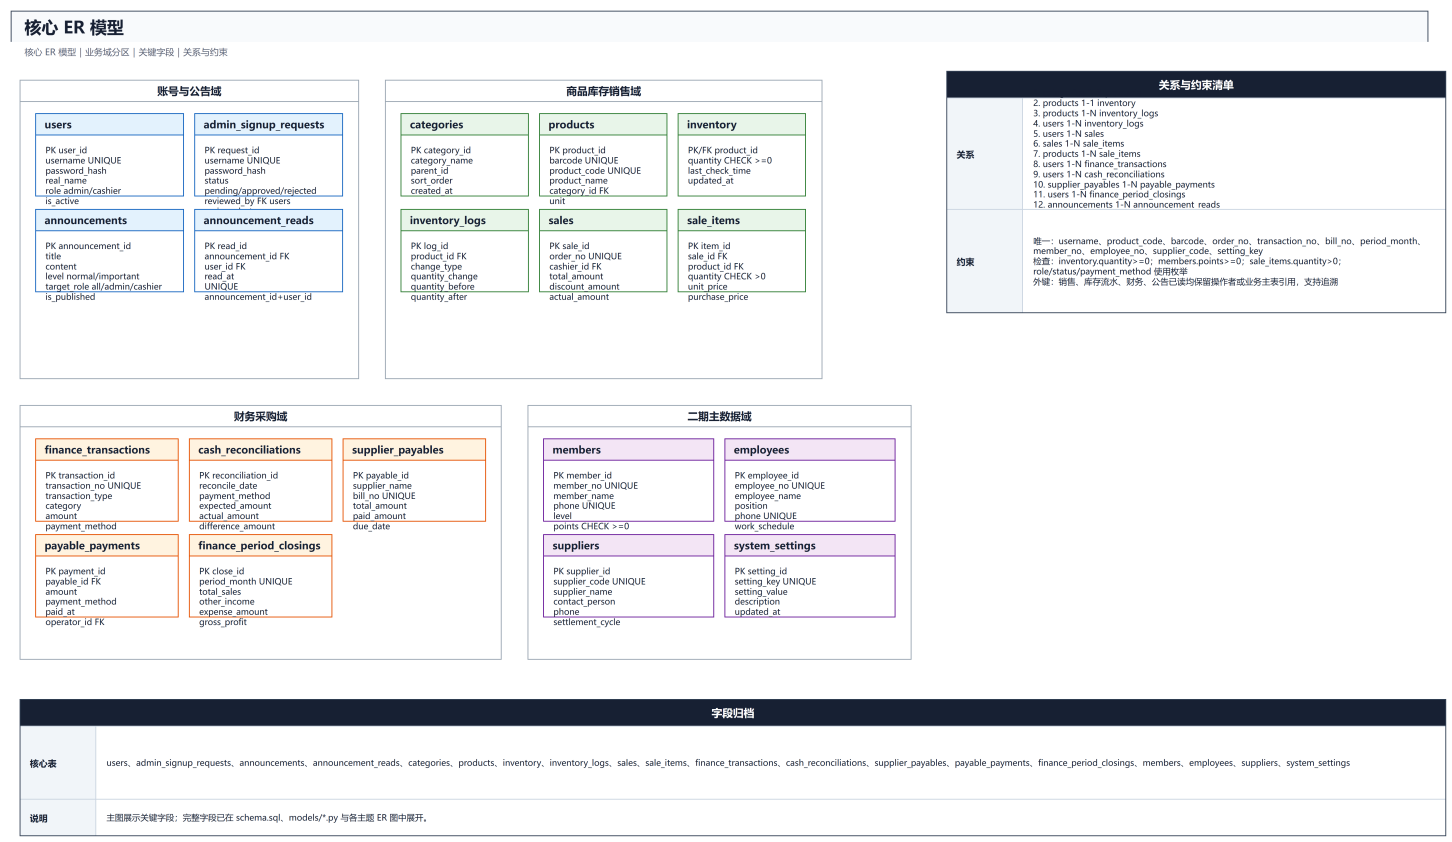 核心 ER 模型
核心 ER 模型 | 业务域分区 | 关键字段 | 关系与约束
账号与公告域
users
PK user_id
username UNIQUE
password_hash
real_name
role admin/cashier
is_active
admin_signup_requests
PK request_id
username UNIQUE
password_hash
status
pending/approved/rejected
reviewed_by FK users
announcements
PK announcement_id
title
content
level normal/important
target role all/admin/cashier
is_published
announcement_reads
PK read_id
announcement_id FK
user_id FK
read_at
UNIQUE
announcement_id+user_id
商品库存销售域
categories
PK category_id
category_name
parent_id
sort_order
created_at
products
PK product_id
barcode UNIQUE
product_code UNIQUE
product_name
category_id FK
unit
inventory
PK/FK product_id
quantity CHECK >=0
last_check_time
updated_at
inventory_logs
PK log_id
product_id FK
change_type
quantity_change
quantity_before
quantity_after
sales
PK sale_id
order_no UNIQUE
cashier_id FK
total_amount
discount_amount
actual_amount
sale_items
PK item_id
sale_id FK
product_id FK
quantity CHECK >0
unit_price
purchase_price
关系与约束清单
关系
2. products 1-1 inventory
3. products 1-N inventory_logs
4. users 1-N inventory_logs
5. users 1-N sales
6. sales 1-N sale_items
7. products 1-N sale_items
8. users 1-N finance_transactions
9. users 1-N cash_reconciliations
10. supplier_payables 1-N payable_payments
11. users 1-N finance_period_closings
12. announcements 1-N announcement_reads
约束
唯一：username、product_code、barcode、order_no、transaction_no、bill_no、period_month、
member_no、employee_no、supplier_code、setting_key
检查：inventory.quantity>=0；members.points>=0；sale_items.quantity>0；
role/status/payment_method 使用枚举
外键：销售、库存流水、财务、公告已读均保留操作者或业务主表引用，支持追溯
财务采购域
finance_transactions
PK transaction_id
transaction_no UNIQUE
transaction_type
category
amount
payment_method
cash_reconciliations
PK reconciliation_id
reconcile_date
payment_method
expected_amount
actual_amount
difference_amount
supplier_payables
PK payable_id
supplier_name
bill_no UNIQUE
total_amount
paid_amount
due_date
payable_payments
PK payment_id
payable_id FK
amount
payment_method
paid_at
operator_id FK
finance_period_closings
PK close_id
period_month UNIQUE
total_sales
other_income
expense_amount
gross_profit
二期主数据域
members
PK member_id
member_no UNIQUE
member_name
phone UNIQUE
level
points CHECK >=0
employees
PK employee_id
employee_no UNIQUE
employee_name
position
phone UNIQUE
work_schedule
suppliers
PK supplier_id
supplier_code UNIQUE
supplier_name
contact_person
phone
settlement_cycle
system_settings
PK setting_id
setting_key UNIQUE
setting_value
description
updated_at
字段归档
核心表
users、admin_signup_requests、announcements、announcement_reads、categories、products、inventory、inventory_logs、sales、sale_items、finance_transactions、cash_reconciliations、supplier_payables、payable_payments、finance_period_closings、members、employees、suppliers、system_settings
说明
主图展示关键字段；完整字段已在 schema.sql、models/*.py 与各主题 ER 图中展开。